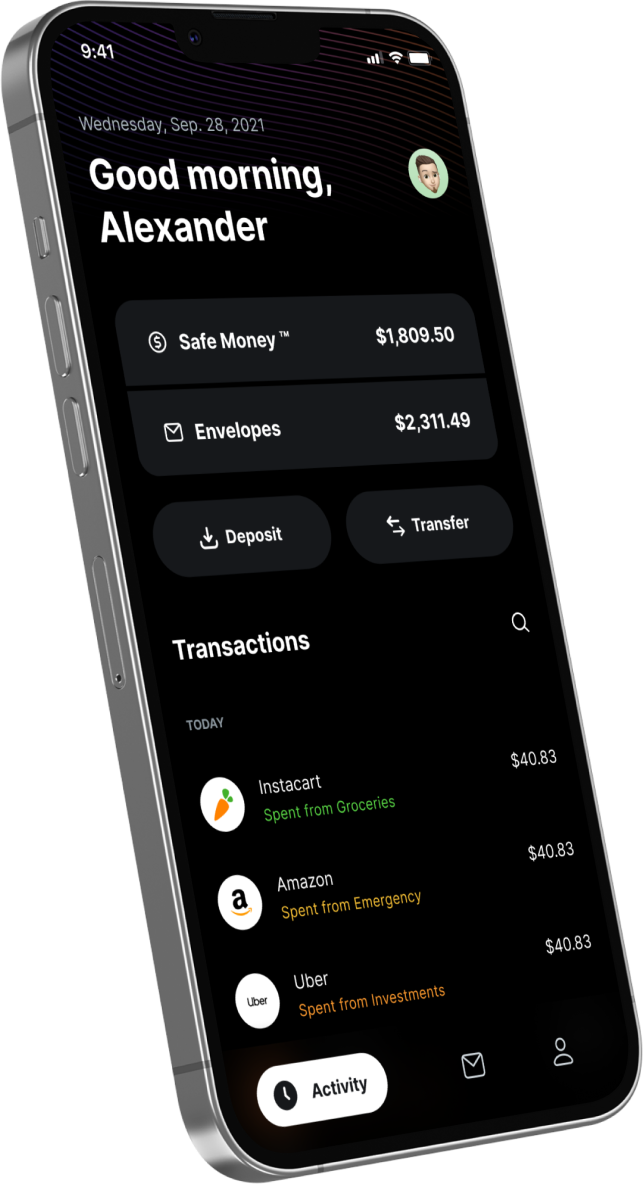 9:41
Wednesday, Sep. 28, 2021
Good morning,
Alexander
Safe Money ™ $1,809.50
Envelopes $2,311.49
Deposit Transfer
Transactions
TODAY
Instacart $40.83
Spent from Groceries
a
Amazon $40.83
Spent from Emergency
Uber
Uber $40.83
Spent from Investments
Activity